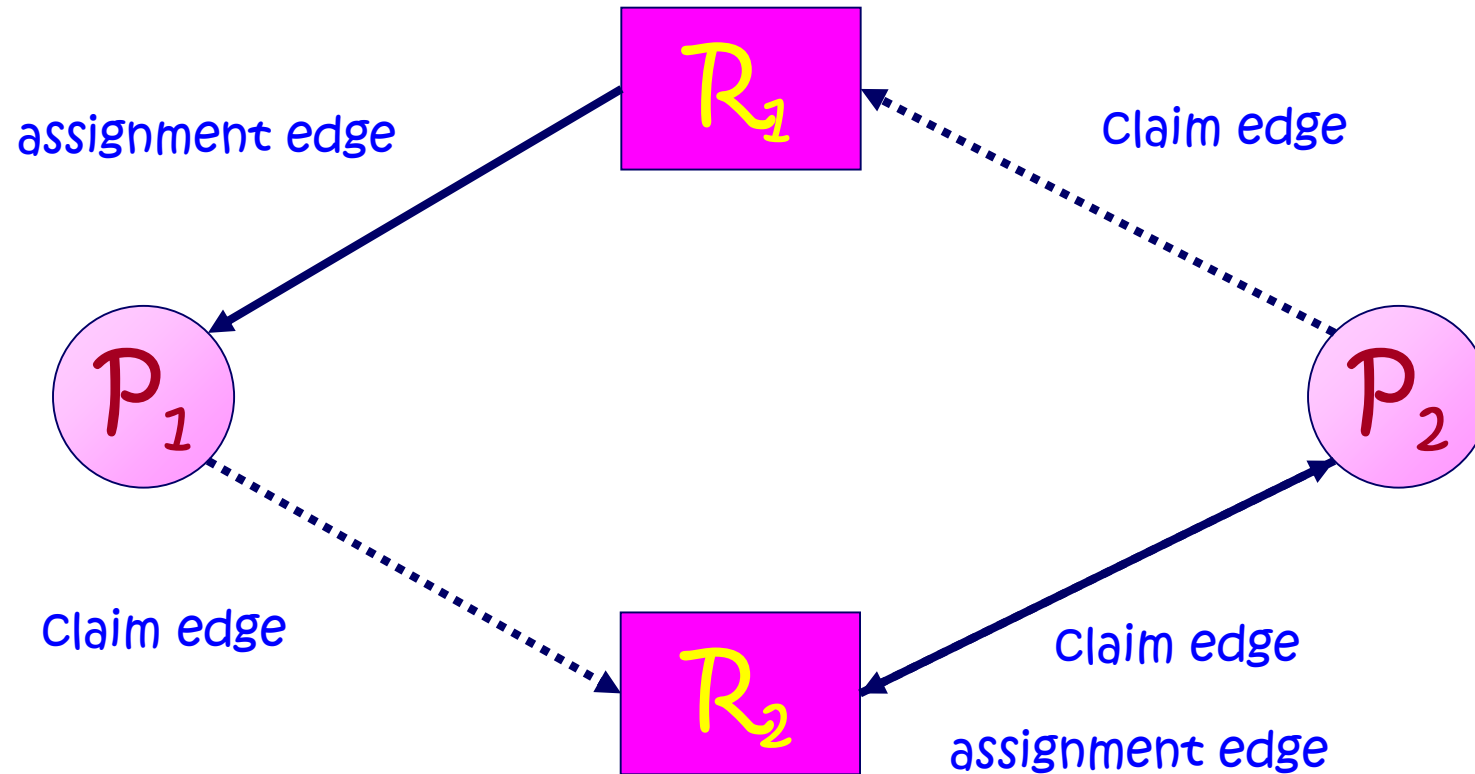 R₁
assignment edge
Claim edge
P₁
P₂
Claim edge
Claim edge
R₂
assignment edge